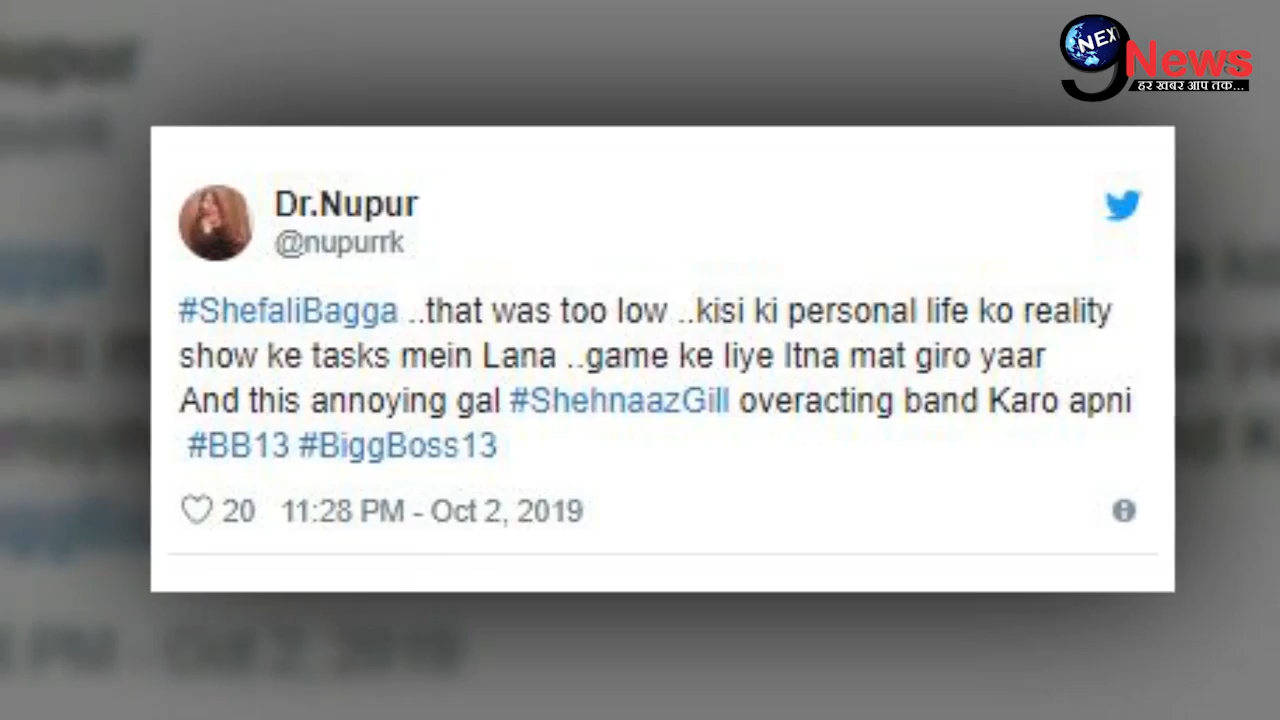 NEXT
9 News
हर खबर आप तक...
Dr.Nupur
@nupurrk
#ShefaliBagga ..that was too low ..kisi ki personal life ko reality
show ke tasks mein Lana ..game ke liye Itna mat giro yaar
And this annoying gal #ShehnaazGill overacting band Karo apni
#BB13 #BiggBoss13
20 11:28 PM - Oct 2, 2019